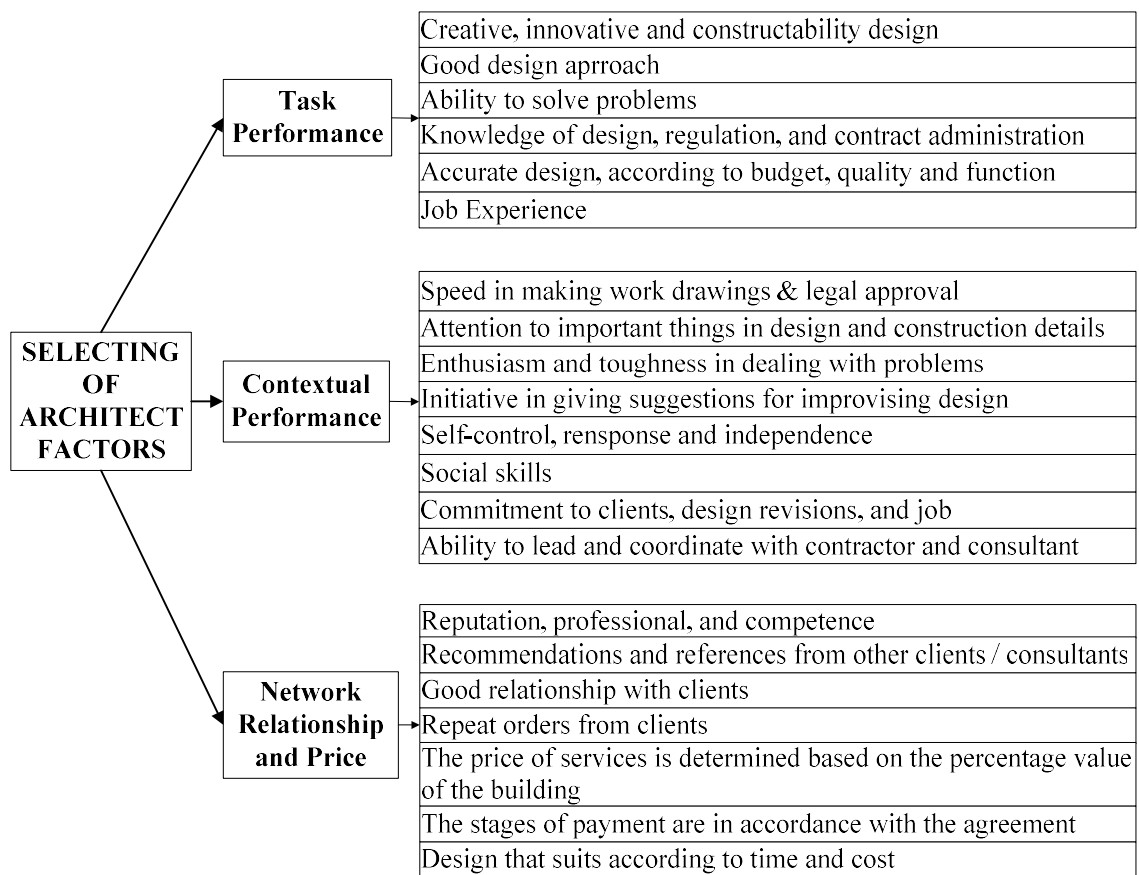 SELECTING
OF
ARCHITECT
FACTORS
Task
Performance
Creative, innovative and constructability design
Good design aprroach
Ability to solve problems
Knowledge of design, regulation, and contract administration
Accurate design, according to budget, quality and function
Job Experience
Contextual
Performance
Speed in making work drawings & legal approval
Attention to important things in design and construction details
Enthusiasm and toughness in dealing with problems
Initiative in giving suggestions for improvising design
Self-control, rensponse and independence
Social skills
Commitment to clients, design revisions, and job
Ability to lead and coordinate with contractor and consultant
Network
Relationship
and Price
Reputation, professional, and competence
Recommendations and references from other clients / consultants
Good relationship with clients
Repeat orders from clients
The price of services is determined based on the percentage value
of the building
The stages of payment are in accordance with the agreement
Design that suits according to time and cost